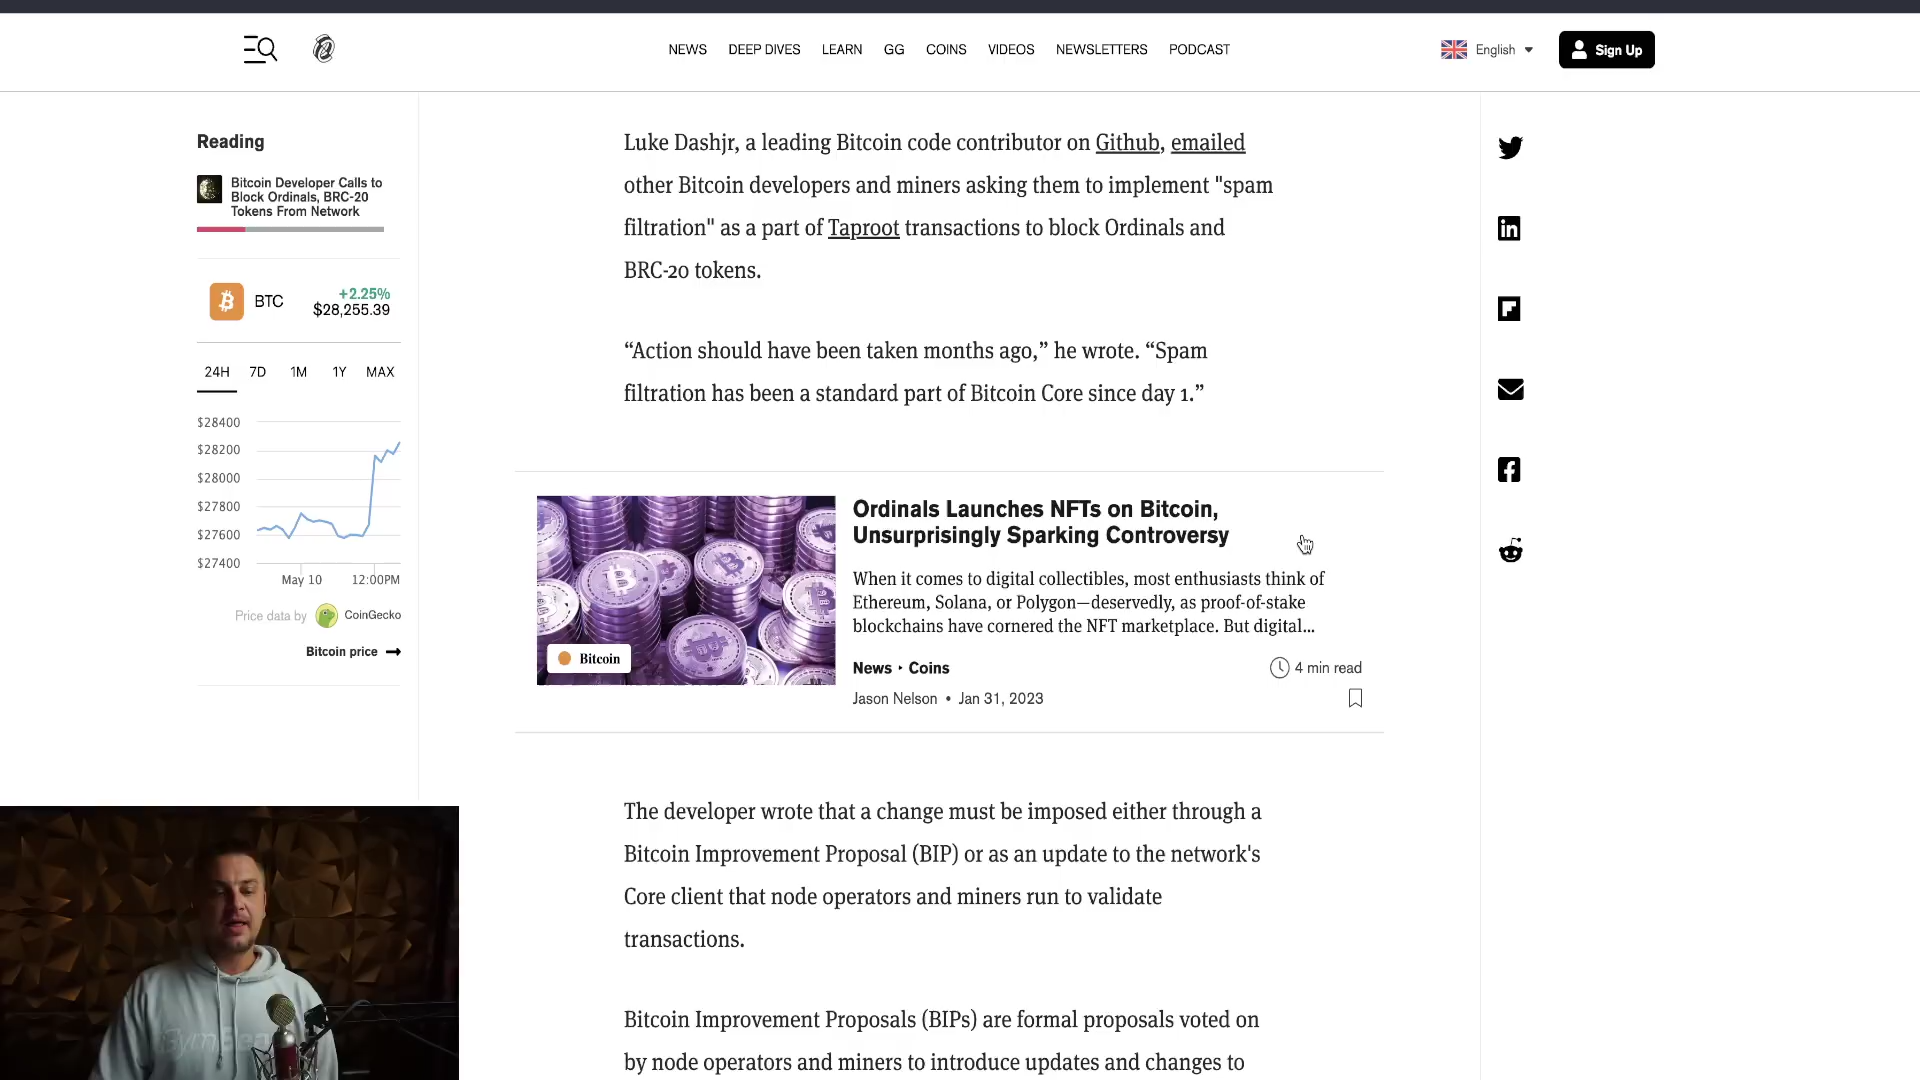 NEWS DEEP DIVES LEARN GG COINS VIDEOS NEWSLETTERS PODCAST
English
Sign Up
Reading
Bitcoin Developer Calls to
Block Ordinals, BRC-20
Tokens From Network
BTC
+2.25%
$28,255.39
24H 7D 1M 1Y MAX
$28400
$28200
$28000
$27800
$27600
$27400
May 10 12:00PM
Price data by CoinGecko
Bitcoin price
Luke Dashjr, a leading Bitcoin code contributor on Github, emailed
other Bitcoin developers and miners asking them to implement "spam
filtration" as a part of Taproot transactions to block Ordinals and
BRC-20 tokens.
“Action should have been taken months ago,” he wrote. “Spam
filtration has been a standard part of Bitcoin Core since day 1.”
Bitcoin
Ordinals Launches NFTs on Bitcoin,
Unsurprisingly Sparking Controversy
When it comes to digital collectibles, most enthusiasts think of
Ethereum, Solana, or Polygon—deservedly, as proof-of-stake
blockchains have cornered the NFT marketplace. But digital...
News • Coins
4 min read
Jason Nelson • Jan 31, 2023
The developer wrote that a change must be imposed either through a
Bitcoin Improvement Proposal (BIP) or as an update to the network's
Core client that node operators and miners run to validate
transactions.
Bitcoin Improvement Proposals (BIPs) are formal proposals voted on
by node operators and miners to introduce updates and changes to